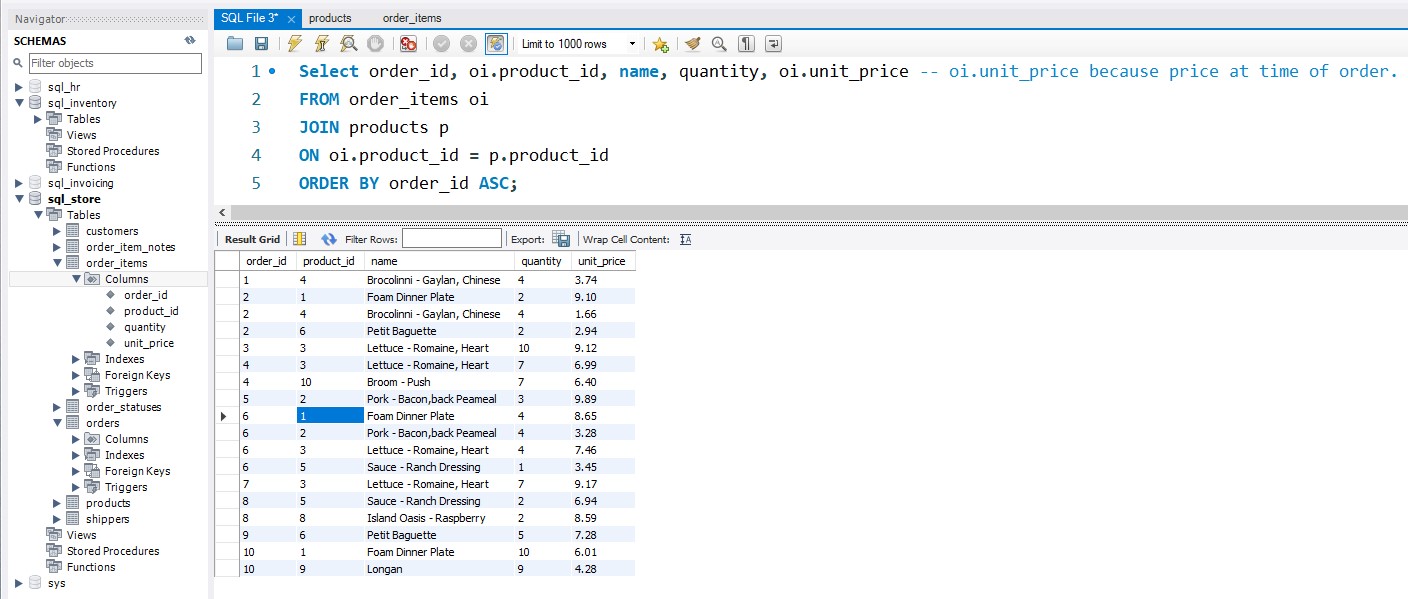 Navigator
SCHEMAS
Filter objects
sql_hr
sql_inventory
Tables
Views
Stored Procedures
Functions
sql_invoicing
sql_store
Tables
customers
order_item_notes
order_items
Columns
order_id
product_id
quantity
unit_price
Indexes
Foreign Keys
Triggers
order_statuses
orders
Columns
Indexes
Foreign Keys
Triggers
products
shippers
Views
Stored Procedures
Functions
sys
SQL File 3* products order_items
Limit to 1000 rows
1 Select order_id, oi.product_id, name, quantity, oi.unit_price -- oi.unit_price because price at time of order.
2 FROM order_items oi
3 JOIN products p
4 ON oi.product_id = p.product_id
5 ORDER BY order_id ASC;
Result Grid Filter Rows: Export: Wrap Cell Content:
order_id product_id name quantity unit_price
1 4 Brocolinni - Gaylan, Chinese 4 3.74
2 1 Foam Dinner Plate 2 9.10
2 4 Brocolinni - Gaylan, Chinese 4 1.66
2 6 Petit Baguette 2 2.94
3 3 Lettuce - Romaine, Heart 10 9.12
4 3 Lettuce - Romaine, Heart 7 6.99
4 10 Broom - Push 7 6.40
5 2 Pork - Bacon,back Peameal 3 9.89
6 1 Foam Dinner Plate 4 8.65
6 2 Pork - Bacon,back Peameal 4 3.28
6 3 Lettuce - Romaine, Heart 4 7.46
6 5 Sauce - Ranch Dressing 1 3.45
7 3 Lettuce - Romaine, Heart 7 9.17
8 5 Sauce - Ranch Dressing 2 6.94
8 8 Island Oasis - Raspberry 2 8.59
9 6 Petit Baguette 5 7.28
10 1 Foam Dinner Plate 10 6.01
10 9 Longan 9 4.28